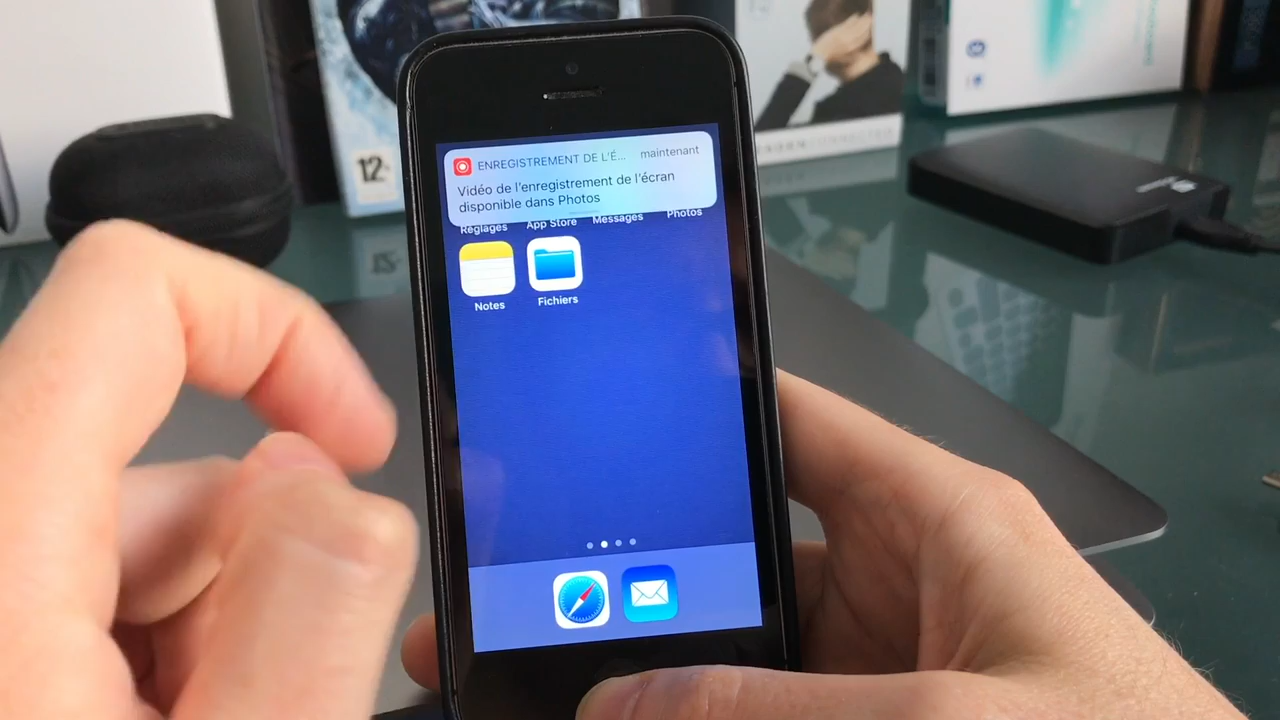 ENREGISTREMENT DE L'É... maintenant
Vidéo de l'enregistrement de l'écran
disponible dans Photos
Réglages App Store Messages Photos
Notes Fichiers
12